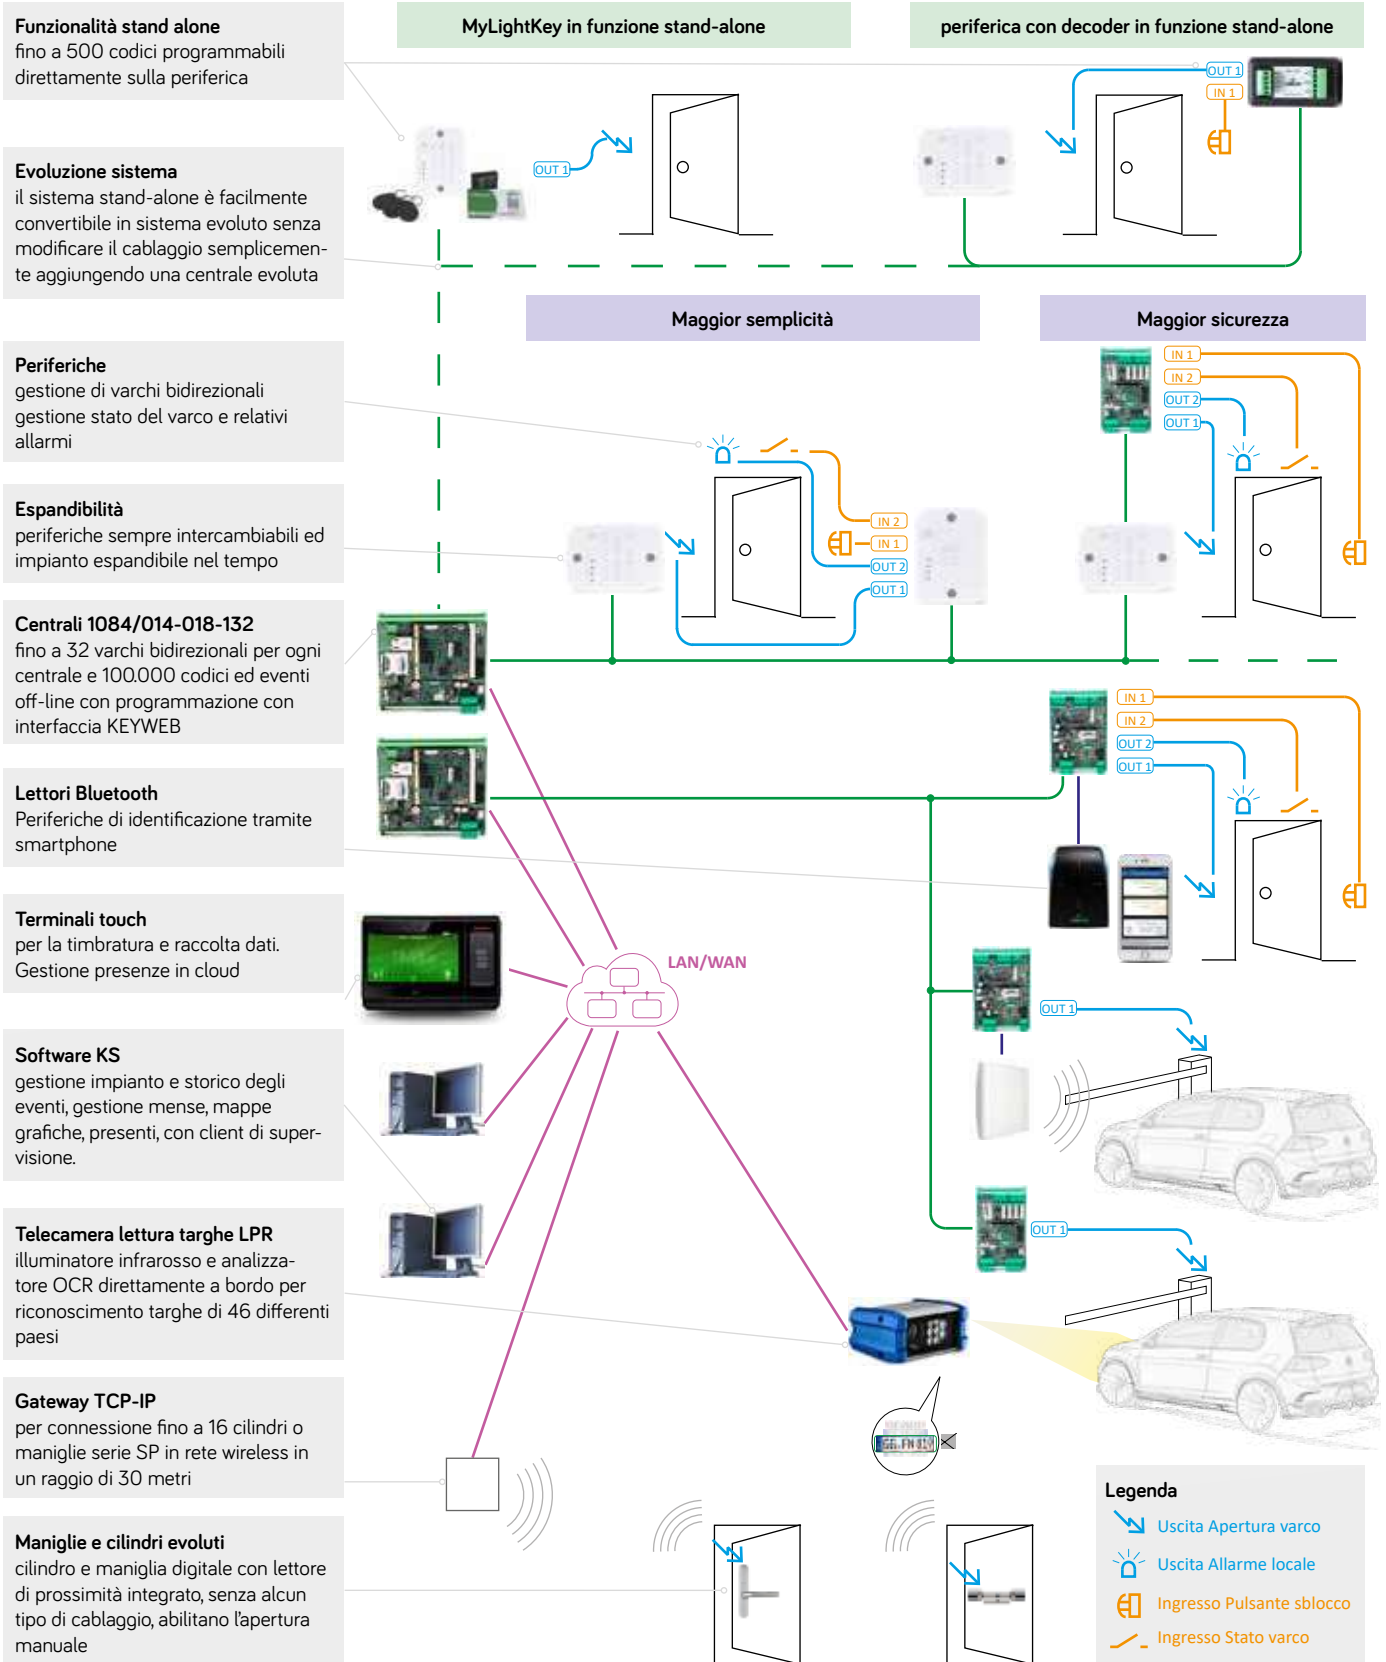 Funzionalità stand alone
fino a 500 codici programmabili
direttamente sulla periferica
MyLightKey in funzione stand-alone
periferica con decoder in funzione stand-alone
OUT 1
IN 1
OUT 1
Evoluzione sistema
il sistema stand-alone è facilmente
convertibile in sistema evoluto senza
modificare il cablaggio semplicemen-
te aggiungendo una centrale evoluta
Maggior semplicità
Maggior sicurezza
Periferiche
gestione di varchi bidirezionali
gestione stato del varco e relativi
allarmi
IN 1
IN 2
OUT 2
OUT 1
Espandibilità
periferiche sempre intercambiabili ed
impianto espandibile nel tempo
IN 2
IN 1
OUT 2
OUT 1
Centrali 1084/014-018-132
fino a 32 varchi bidirezionali per ogni
centrale e 100.000 codici ed eventi
off-line con programmazione con
interfaccia KEYWEB
IN 1
IN 2
OUT 2
OUT 1
Lettori Bluetooth
Periferiche di identificazione tramite
smartphone
Terminali touch
per la timbratura e raccolta dati.
Gestione presenze in cloud
LAN/WAN
OUT 1
Software KS
gestione impianto e storico degli
eventi, gestione mense, mappe
grafiche, presenti, con client di super-
visione.
OUT 1
Telecamera lettura targhe LPR
illuminatore infrarosso e analizza-
tore OCR direttamente a bordo per
riconoscimento targhe di 46 differenti
paesi
Gateway TCP-IP
per connessione fino a 16 cilindri o
maniglie serie SP in rete wireless in
un raggio di 30 metri
Maniglie e cilindri evoluti
cilindro e maniglia digitale con lettore
di prossimità integrato, senza alcun
tipo di cablaggio, abilitano l'apertura
manuale
Legenda
Uscita Apertura varco
Uscita Allarme locale
Ingresso Pulsante sblocco
Ingresso Stato varco